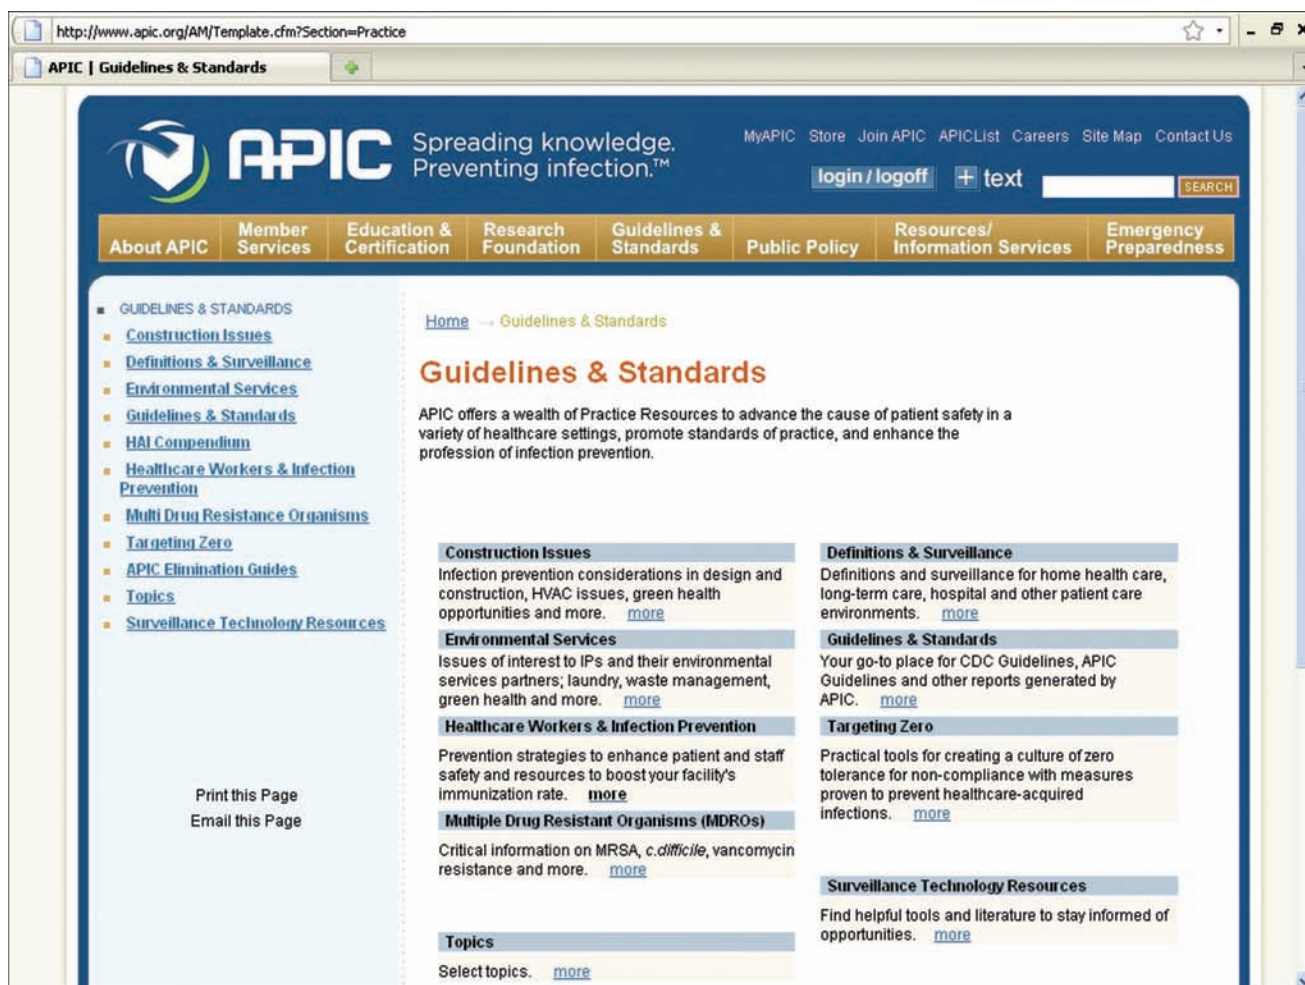 http://www.apic.org/AM/Template.cfm?Section=Practice
APIC | Guidelines & Standards
APIC
Spreading knowledge.
Preventing infection.™
MyAPIC Store Join APIC APICList Careers Site Map Contact Us
login / logoff + text SEARCH
About APIC
Member
Services
Education &
Certification
Research
Foundation
Guidelines &
Standards
Public Policy
Resources/
Information Services
Emergency
Preparedness
GUIDELINES & STANDARDS
Construction Issues
Definitions & Surveillance
Environmental Services
Guidelines & Standards
HAI Compendium
Healthcare Workers & Infection
Prevention
Multi Drug Resistance Organisms
Targeting Zero
APIC Elimination Guides
Topics
Surveillance Technology Resources
Print this Page
Email this Page
Home → Guidelines & Standards
Guidelines & Standards
APIC offers a wealth of Practice Resources to advance the cause of patient safety in a
variety of healthcare settings, promote standards of practice, and enhance the
profession of infection prevention.
Construction Issues
Infection prevention considerations in design and
construction, HVAC issues, green health
opportunities and more. more
Environmental Services
Issues of interest to IPs and their environmental
services partners; laundry, waste management,
green health and more. more
Healthcare Workers & Infection Prevention
Prevention strategies to enhance patient and staff
safety and resources to boost your facility's
immunization rate. more
Multiple Drug Resistant Organisms (MDROs)
Critical information on MRSA, c.difficile, vancomycin
resistance and more. more
Topics
Select topics. more
Definitions & Surveillance
Definitions and surveillance for home health care,
long-term care, hospital and other patient care
environments. more
Guidelines & Standards
Your go-to place for CDC Guidelines, APIC
Guidelines and other reports generated by
APIC. more
Targeting Zero
Practical tools for creating a culture of zero
tolerance for non-compliance with measures
proven to prevent healthcare-acquired
infections. more
Surveillance Technology Resources
Find helpful tools and literature to stay informed of
opportunities. more